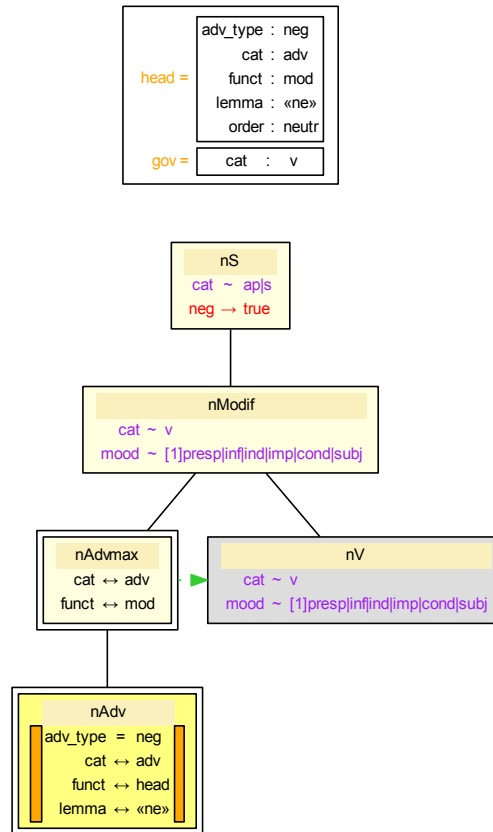 adv_type : neg
cat : adv
head = funct : mod
lemma : «ne»
order : neutr
gov = cat : v
nS
cat ~ ap|s
neg → true
nModif
cat ~ v
mood ~ [1]presp|inf|ind|imp|cond|subj
nAdvmax
cat ↔ adv
funct ↔ mod
nV
cat ~ v
mood ~ [1]presp|inf|ind|imp|cond|subj
nAdv
adv_type = neg
cat ↔ adv
funct ↔ head
lemma ↔ «ne»